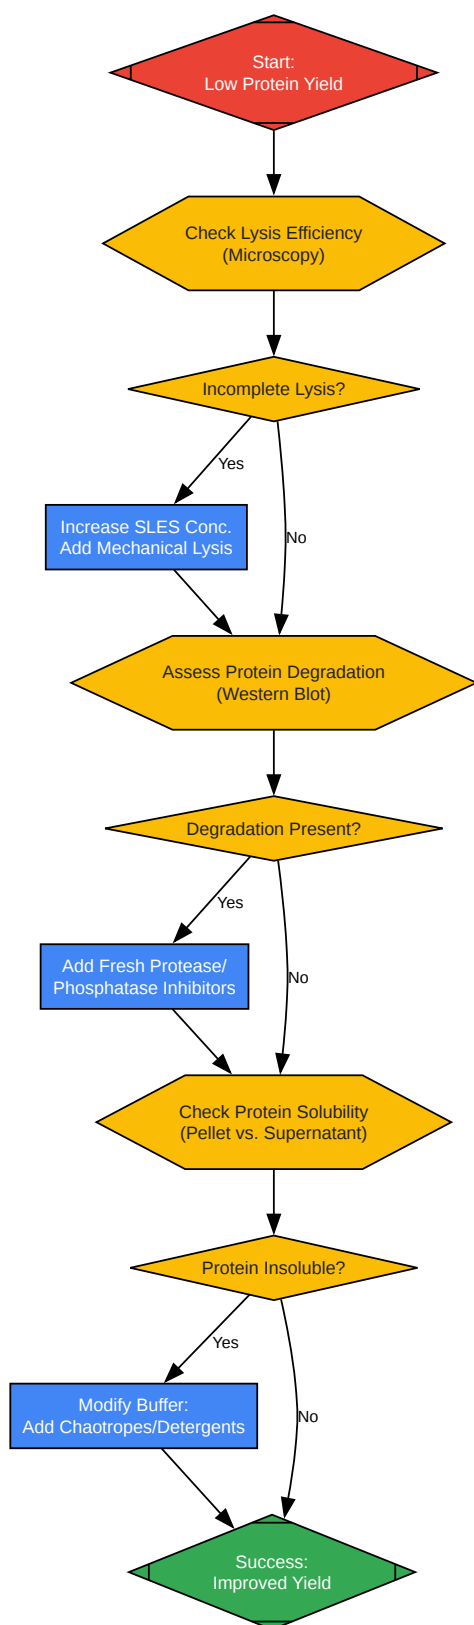 Start:
Low Protein Yield
Check Lysis Efficiency
(Microscopy)
Incomplete Lysis?
Yes
Increase SLES Conc.
Add Mechanical Lysis
No
Assess Protein Degradation
(Western Blot)
Degradation Present?
Yes
Add Fresh Protease/
Phosphatase Inhibitors
No
Check Protein Solubility
(Pellet vs. Supernatant)
Protein Insoluble?
Yes
Modify Buffer:
Add Chaotropes/Detergents
No
Success:
Improved Yield